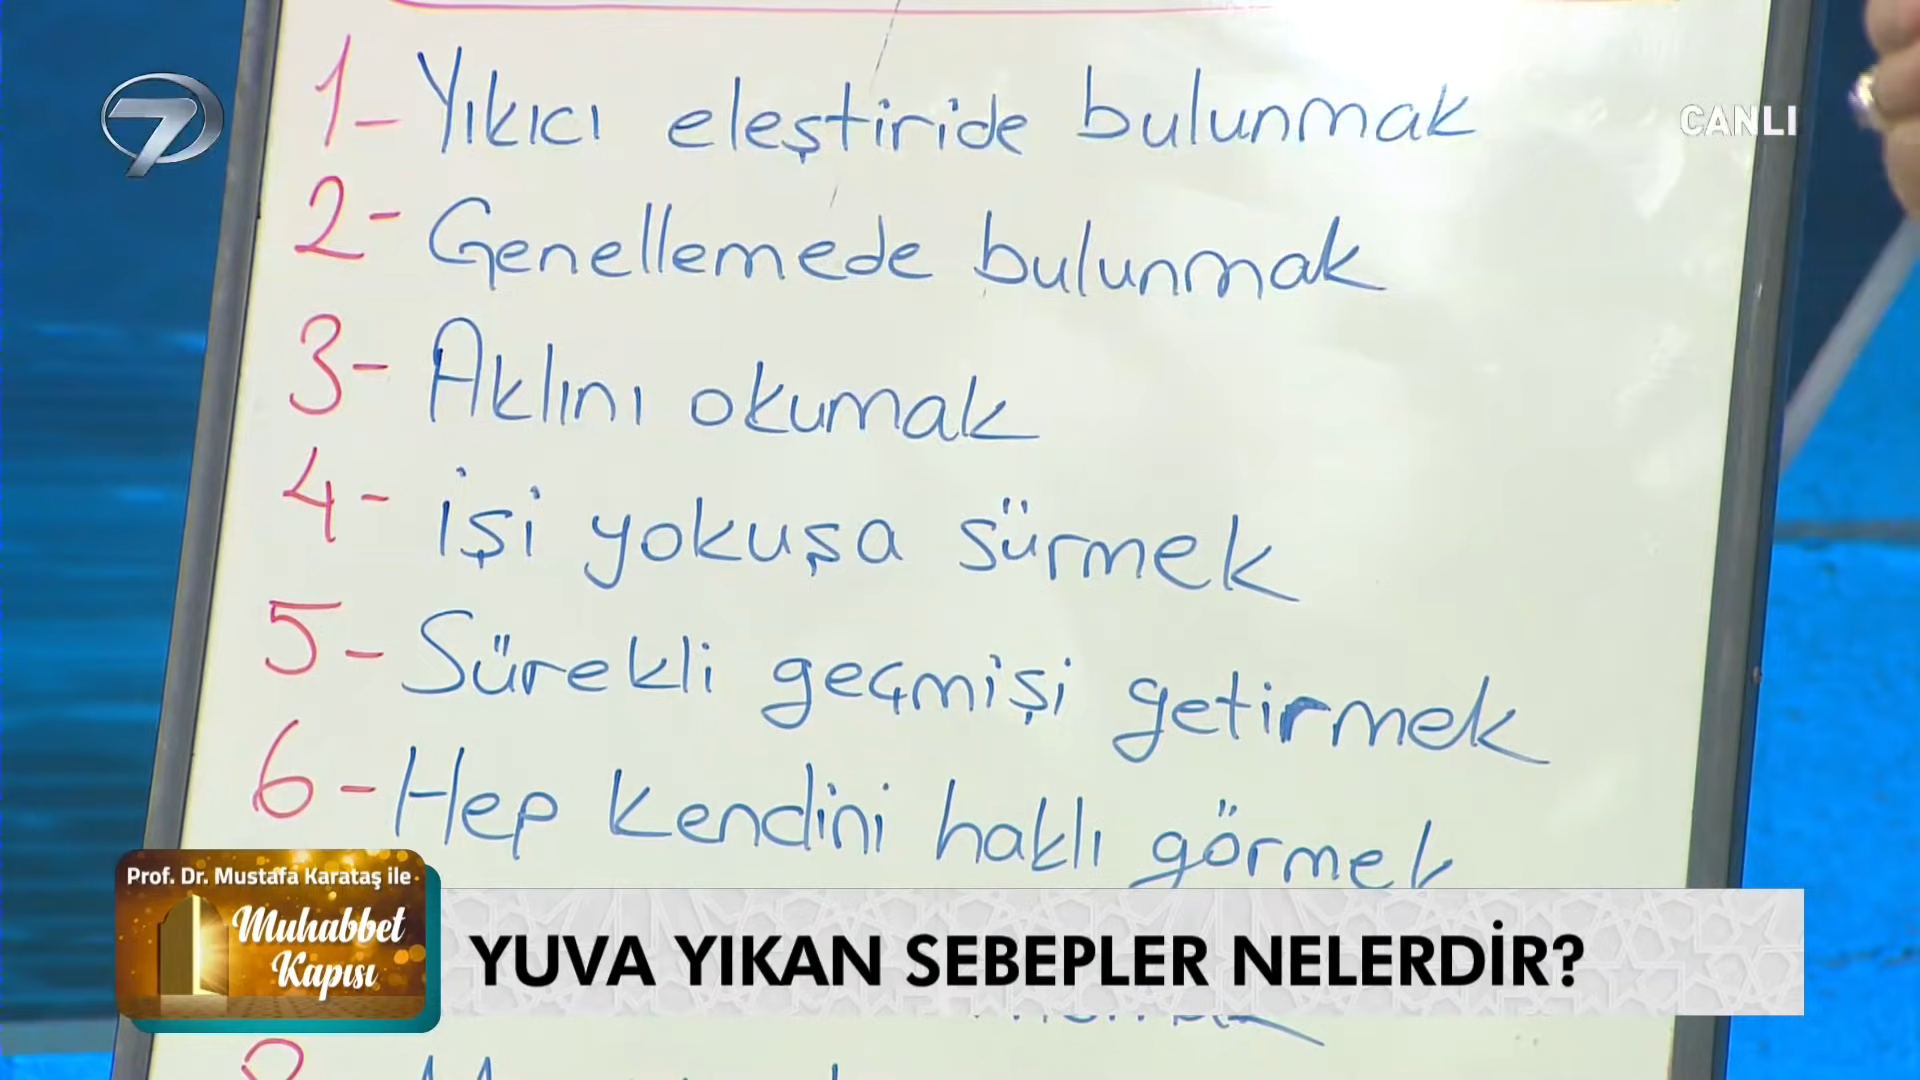 1- Yıkıcı eleştiride bulunmak
CANLI
7
2- Genellemede bulunmak
3- Aklını okumak
4- işi yokuşa sürmek
5- Sürekli geçmişi getirmek
6- Hep kendini haklı görmek
Prof. Dr. Mustafa Karataş ile
Muhabbet
Kapısı
YUVA YIKAN SEBEPLER NELERDİR?